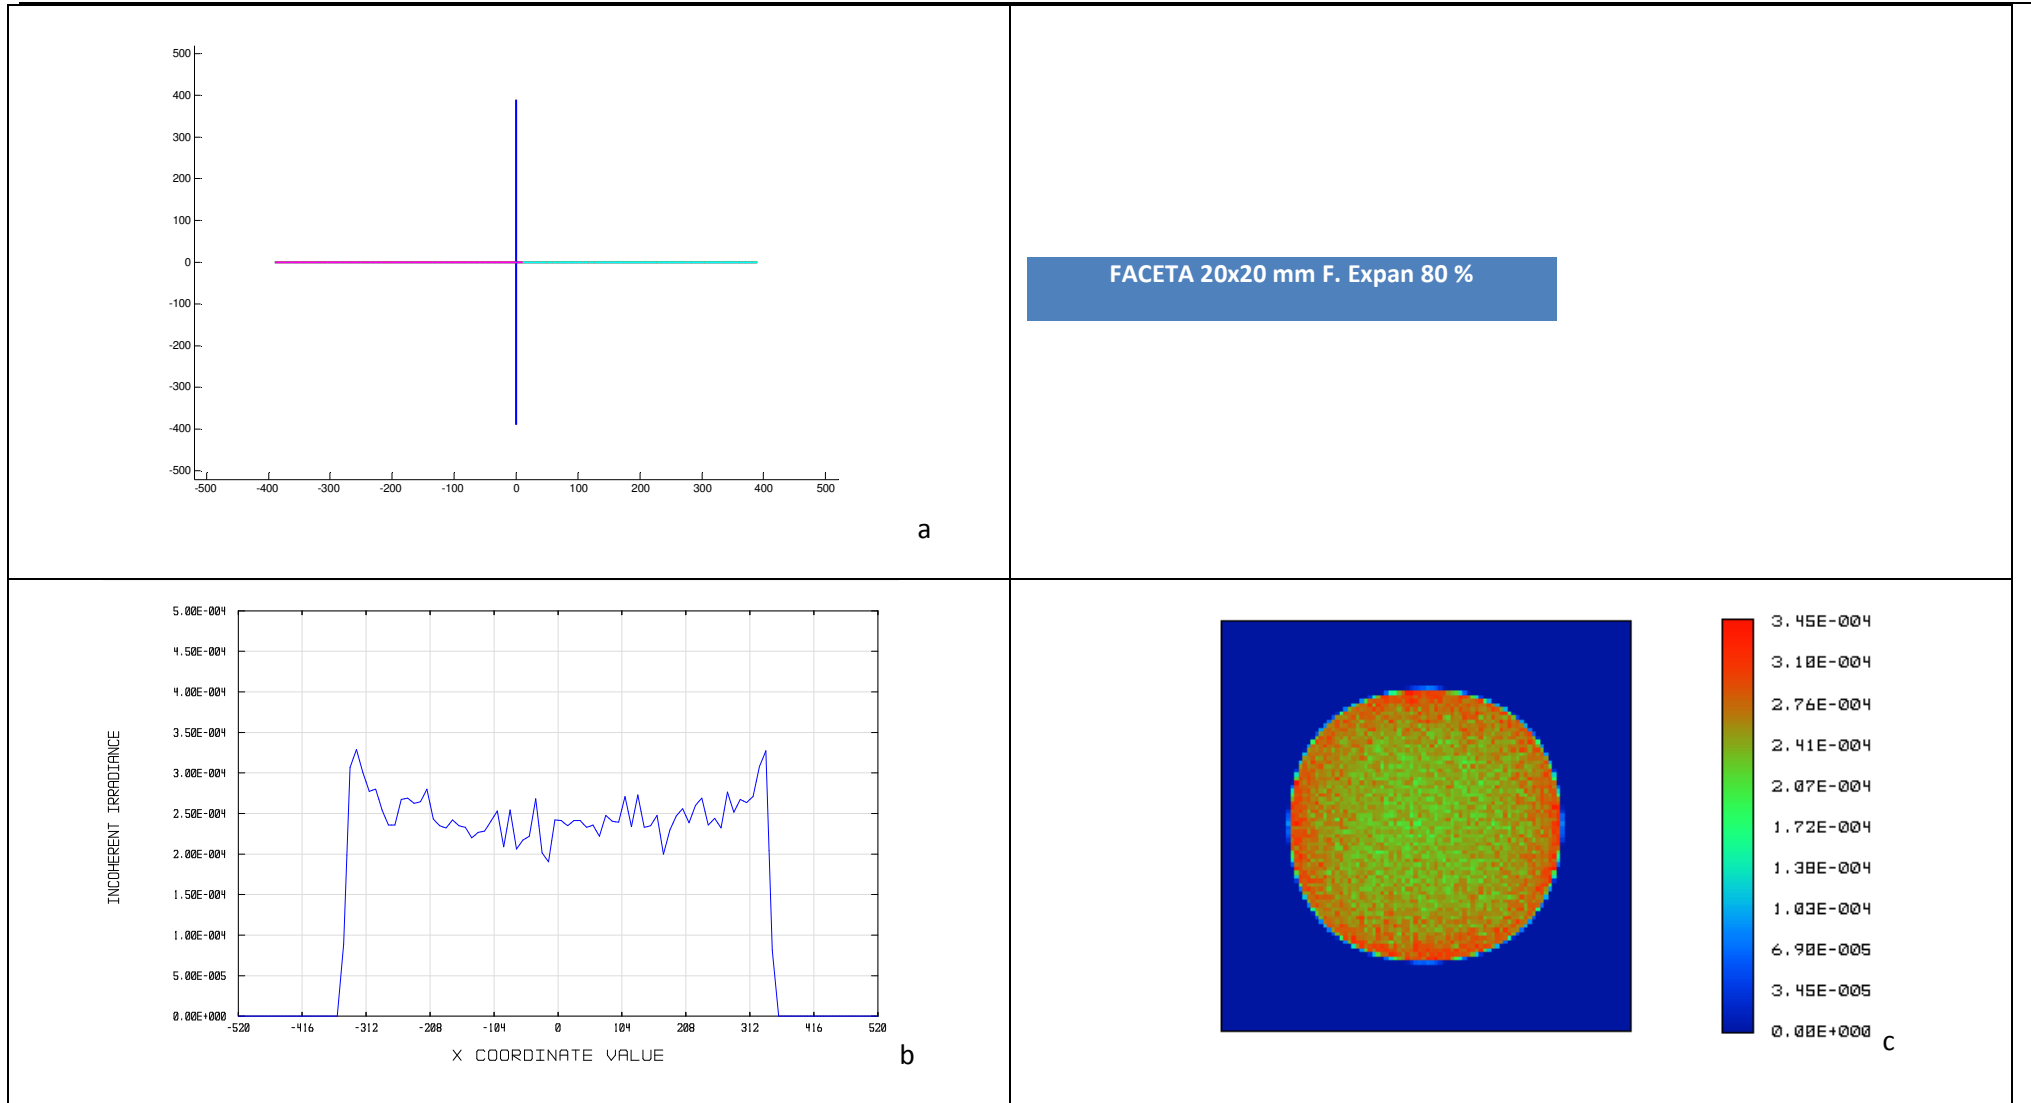 500
400
300
200
100
0
-100
-200
-300
-400
-500
-500 -400 -300 -200 -100 0 100 200 300 400 500
a
FACETA 20x20 mm F. Expan 80 %
5.00E-004
4.50E-004
4.00E-004
3.50E-004
3.00E-004
2.50E-004
2.00E-004
1.50E-004
1.00E-004
5.00E-005
0.00E+000
-520 -416 -312 -208 -104 0 104 208 312 416 520
INCOHERENT IRRADIANCE
X COORDINATE VALUE
b
3.45E-004
3.10E-004
2.76E-004
2.41E-004
2.07E-004
1.72E-004
1.38E-004
1.03E-004
6.90E-005
3.45E-005
0.00E+000
c